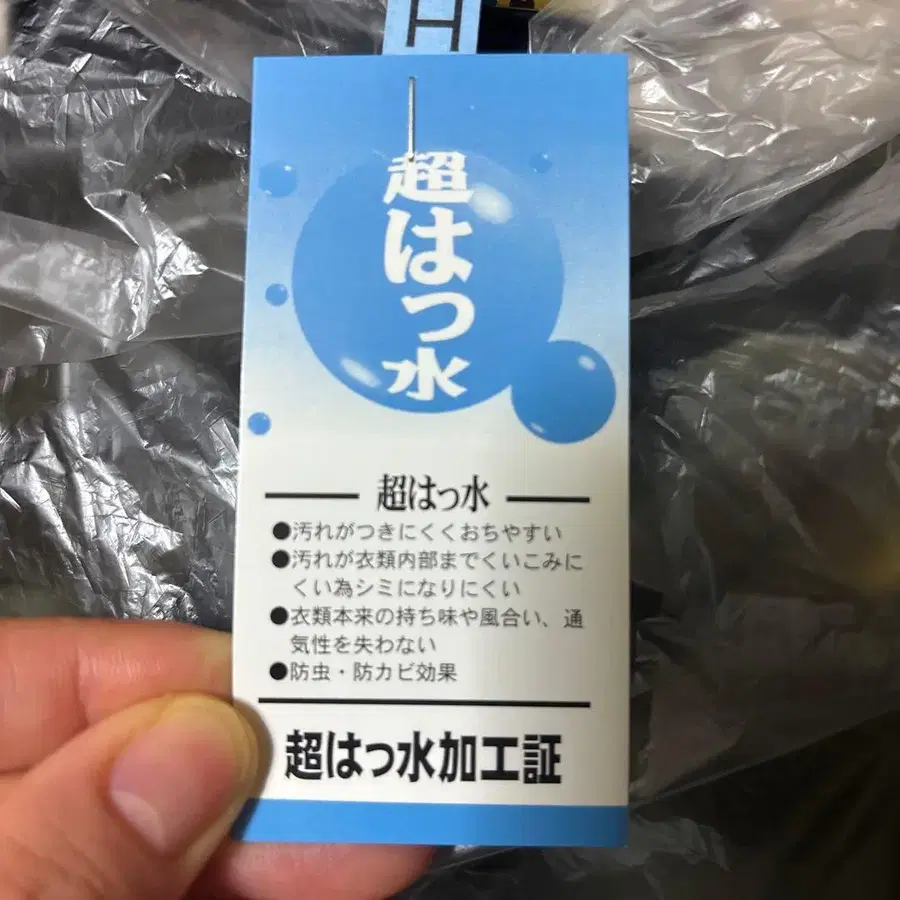 H
超はっ水
超はっ水
●汚れがつきにくくおちやすい
●汚れが衣類内部までくいこみに
くい為シミになりにくい
●衣類本来の持ち味や風合い、通
気性を失わない
●防虫・防カビ効果
超はっ水加工証